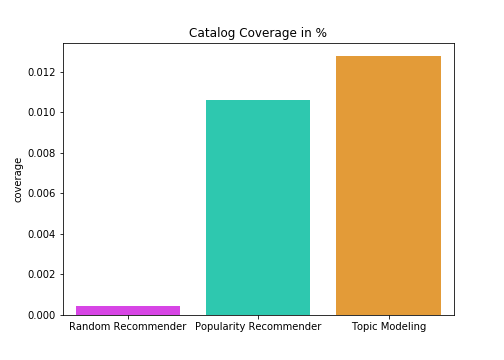 Catalog Coverage in %
coverage
0.012
0.010
0.008
0.006
0.004
0.002
0.000
Random Recommender
Popularity Recommender
Topic Modeling